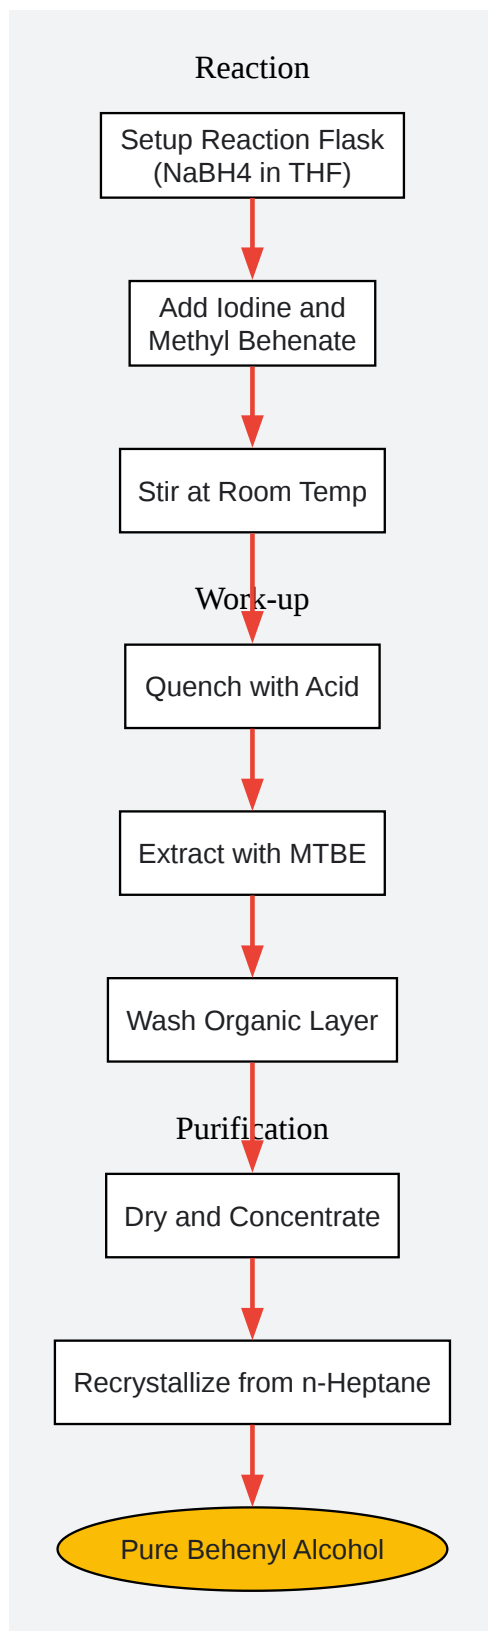 Reaction
Setup Reaction Flask
(NaBH4 in THF)
Add Iodine and
Methyl Behenate
Stir at Room Temp
Work-up
Quench with Acid
Extract with MTBE
Wash Organic Layer
Purification
Dry and Concentrate
Recrystallize from n-Heptane
Pure Behenyl Alcohol